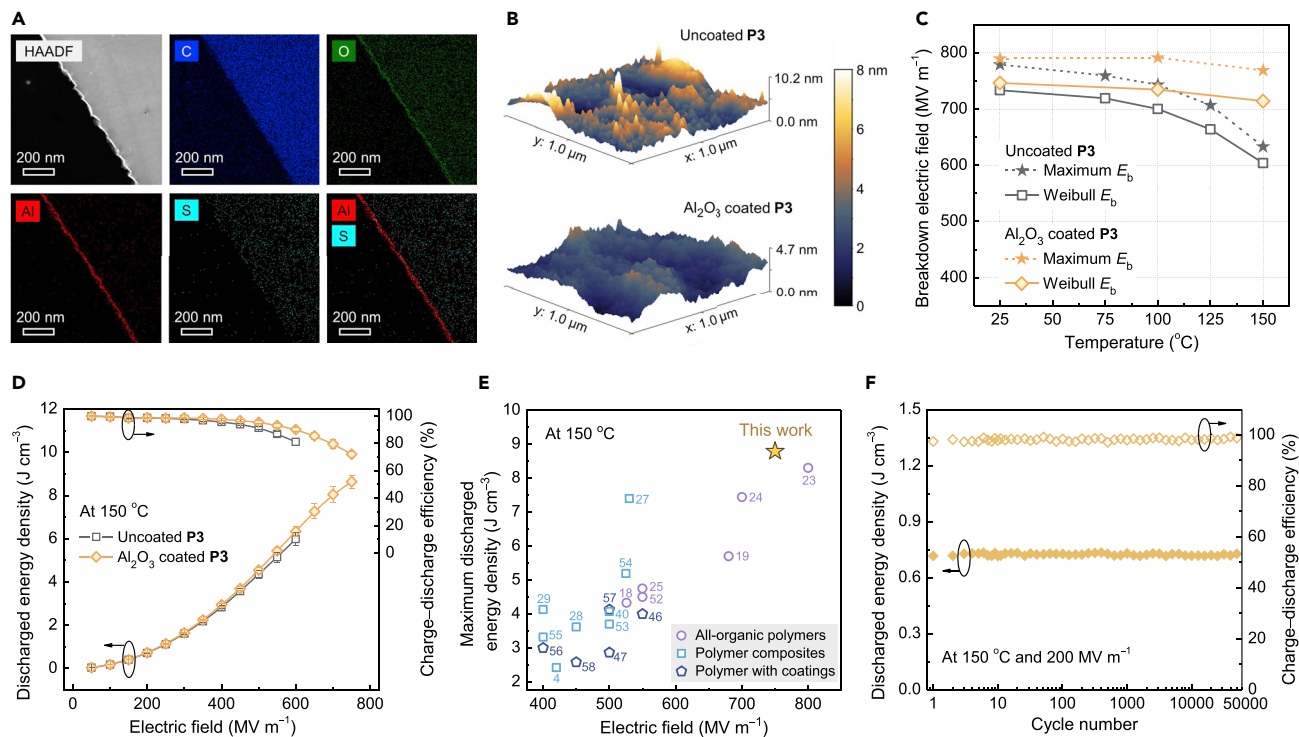 A
HAADF
200 nm
C
200 nm
O
200 nm
Al
200 nm
S
200 nm
Al
S
200 nm
B
Uncoated P3
10.2 nm
0.0 nm
y: 1.0 μm
x: 1.0 μm
Al₂O₃ coated P3
4.7 nm
0.0 nm
y: 1.0 μm
x: 1.0 μm
8 nm
6
4
2
0
C
Breakdown electric field (MV m⁻¹)
800
700
600
500
400
Uncoated P3
Maximum E_b
Weibull E_b
Al₂O₃ coated P3
Maximum E_b
Weibull E_b
25 50 75 100 125 150
Temperature (°C)
D
Discharged energy density (J cm⁻³)
12
10
8
6
4
2
0
At 150 °C
Uncoated P3
Al₂O₃ coated P3
100
80
60
40
20
0
Charge–discharge efficiency (%)
0 200 400 600 800
Electric field (MV m⁻¹)
E
Maximum discharged
energy density (J cm⁻³)
10
9
8
7
6
5
4
3
2
At 150 °C
This work
23
24
27
19
54
25
52
18
57
29
28
40
46
53
55
56
47
58
4
All-organic polymers
Polymer composites
Polymer with coatings
400 500 600 700 800
Electric field (MV m⁻¹)
F
Discharged energy density (J cm⁻³)
1.5
1.2
0.9
0.6
0.3
0.0
At 150 °C and 200 MV m⁻¹
100
80
60
40
20
0
Charge–discharge efficiency (%)
1 10 100 1000 10000 50000
Cycle number